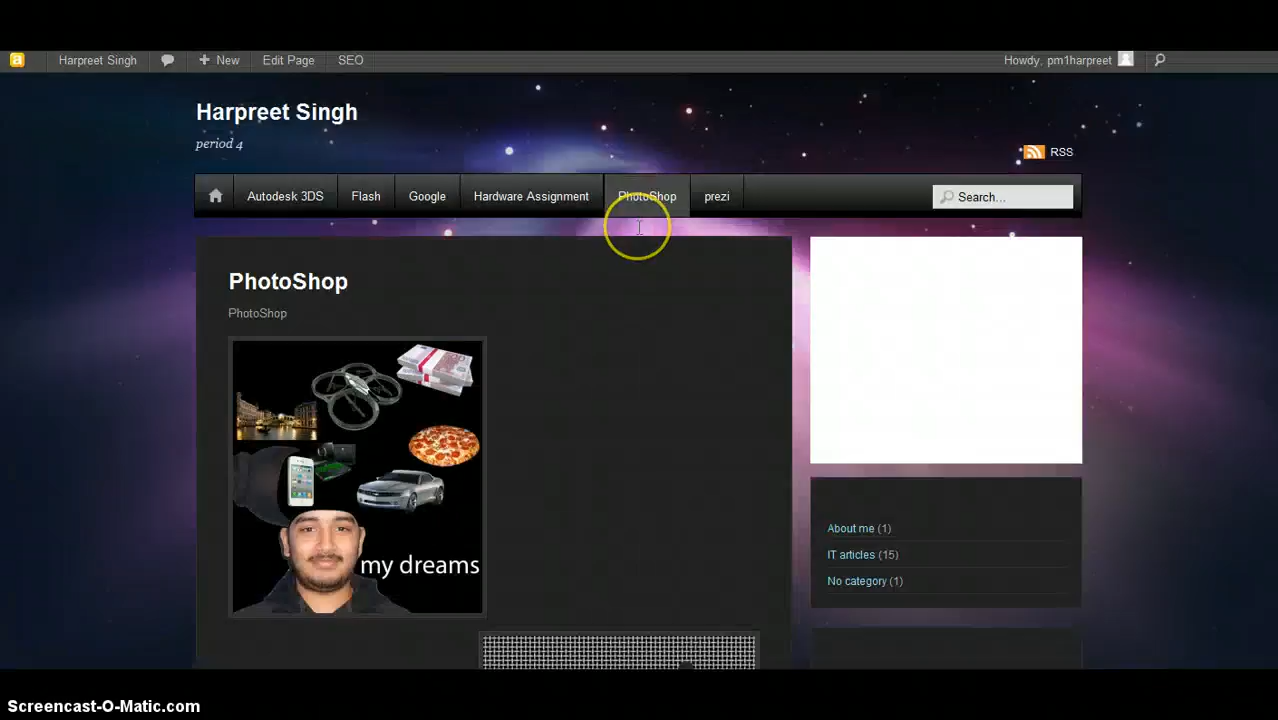 Harpreet Singh
New
Edit Page
SEO
Howdy, pm1harpreet
Harpreet Singh
period 4
RSS
Autodesk 3DS
Flash
Google
Hardware Assignment
PhotoShop
prezi
Search...
PhotoShop
PhotoShop
my dreams
About me (1)
IT articles (15)
No category (1)
Screencast-O-Matic.com